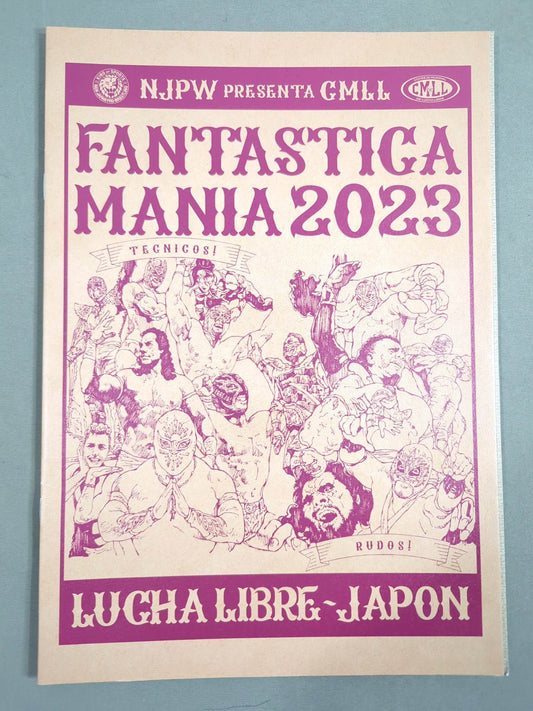 NJPW PRESENTA CMLL
CMLL
FANTASTICA
MANIA 2023
TECNICOS!
RUDOS!
LUCHA LIBRE~JAPON